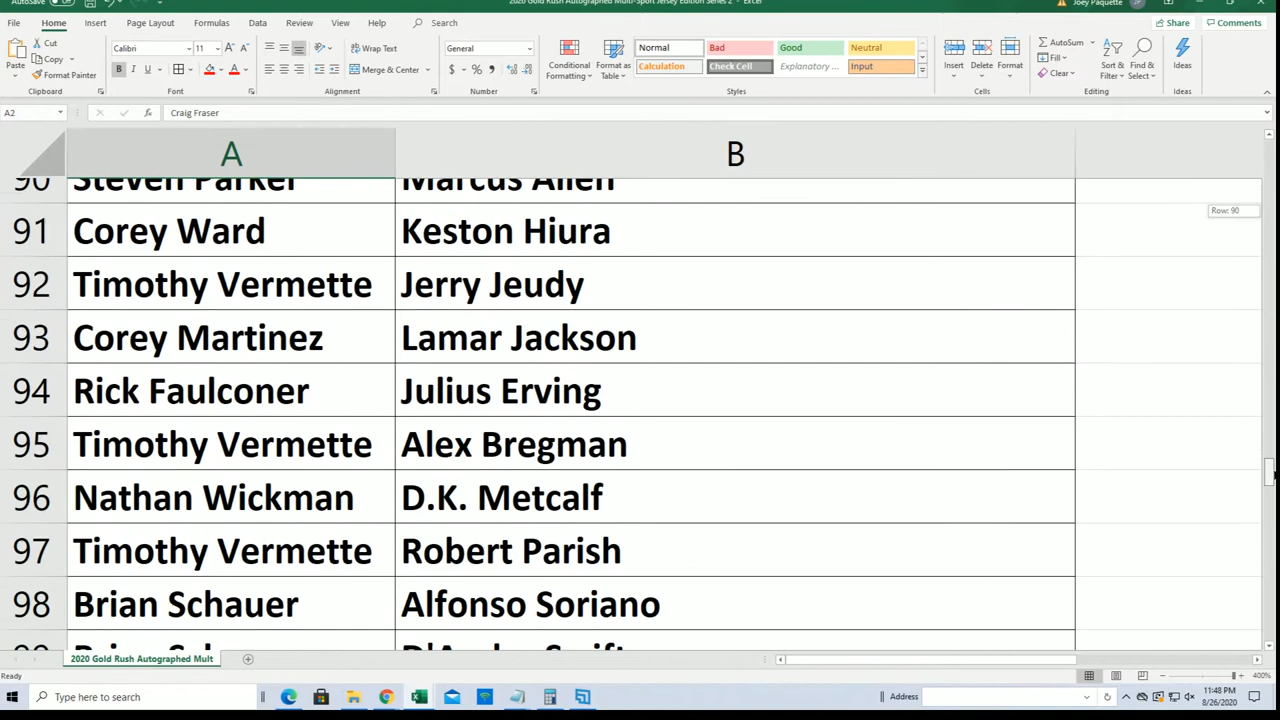 AutoSave
2020 Gold Rush Autographed Multi-Sport Jersey Edition Series 2 - Excel
Joey Paquette
File Home Insert Page Layout Formulas Data Review View Help Search
Share Comments
Paste Cut Copy Format Painter
Calibri 11
B I U
Wrap Text
Merge & Center
General
Conditional Formatting
Format as Table
Normal Bad Good Neutral
Calculation Check Cell Explanatory ... Input
Insert Delete Format
AutoSum Fill Clear
Sort & Filter
Find & Select
Ideas
Clipboard Font Alignment Number Styles Cells Editing Ideas
A2 fx Craig Fraser
A B
90 Steven Parker Marcus Allen
Row: 90
91 Corey Ward Keston Hiura
92 Timothy Vermette Jerry Jeudy
93 Corey Martinez Lamar Jackson
94 Rick Faulconer Julius Erving
95 Timothy Vermette Alex Bregman
96 Nathan Wickman D.K. Metcalf
97 Timothy Vermette Robert Parish
98 Brian Schauer Alfonso Soriano
2020 Gold Rush Autographed Mult
Ready
400%
Type here to search
Address
11:48 PM
8/26/2020